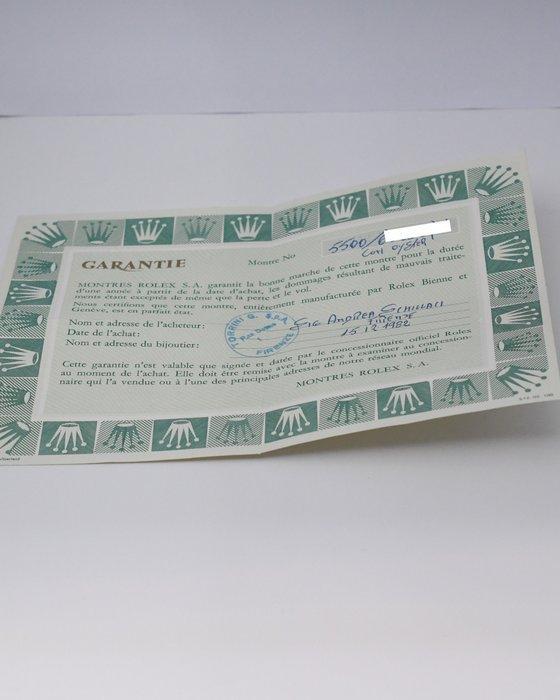 GARANTIE
Montre No 5500/
Con Oyster
MONTRES ROLEX S.A. garantit la bonne marche de cette montre pour la durée
d'une année à partir de la date d'achat, les dommages résultant de mauvais traite-
ments étant exceptés de même que la perte et le vol.
Nous certifions que cette montre, entièrement manufacturée par Rolex Bienne et
Genève, est en parfait état.
Nom et adresse de l'acheteur: Sig Andrea Schillaci
Firenze
Date de l'achat: 15 12 1982
Nom et adresse du bijoutier:
TORRINI G. S.p.A.
FIRENZE
Cette garantie n'est valable que signée et datée par le concessionnaire officiel Rolex
au moment de l'achat. Elle doit être remise avec la montre à examiner au concession-
naire qui l'a vendue ou à l'une des principales adresses de notre réseau mondial.
MONTRES ROLEX S.A.